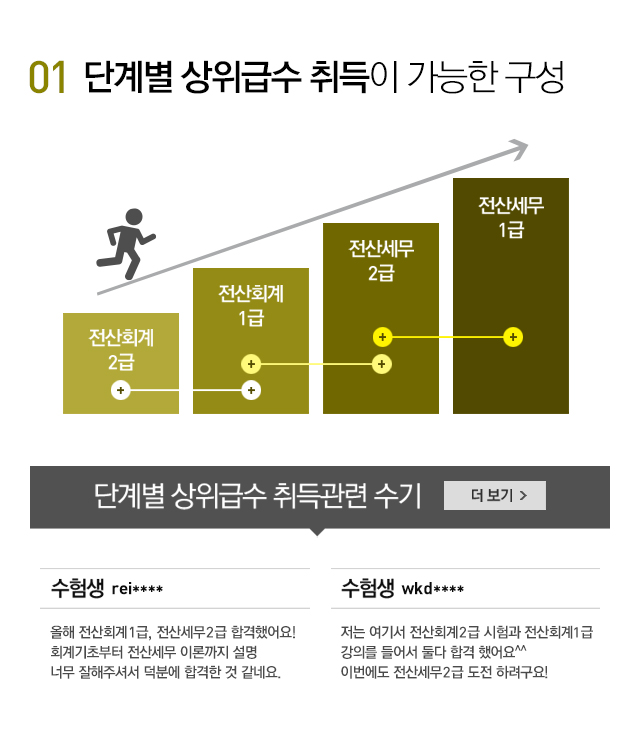 01 단계별 상위급수 취득이 가능한 구성
전산세무
1급
전산세무
2급
전산회계
1급
전산회계
2급
단계별 상위급수 취득관련 수기
더 보기 >
수험생 rei****
올해 전산회계1급, 전산세무2급 합격했어요!
회계기초부터 전산세무 이론까지 설명
너무 잘해주셔서 덕분에 합격한 것 같네요.
수험생 wkd****
저는 여기서 전산회계2급 시험과 전산회계1급
강의를 들어서 둘다 합격 했어요^^
이번에도 전산세무2급 도전 하려구요!